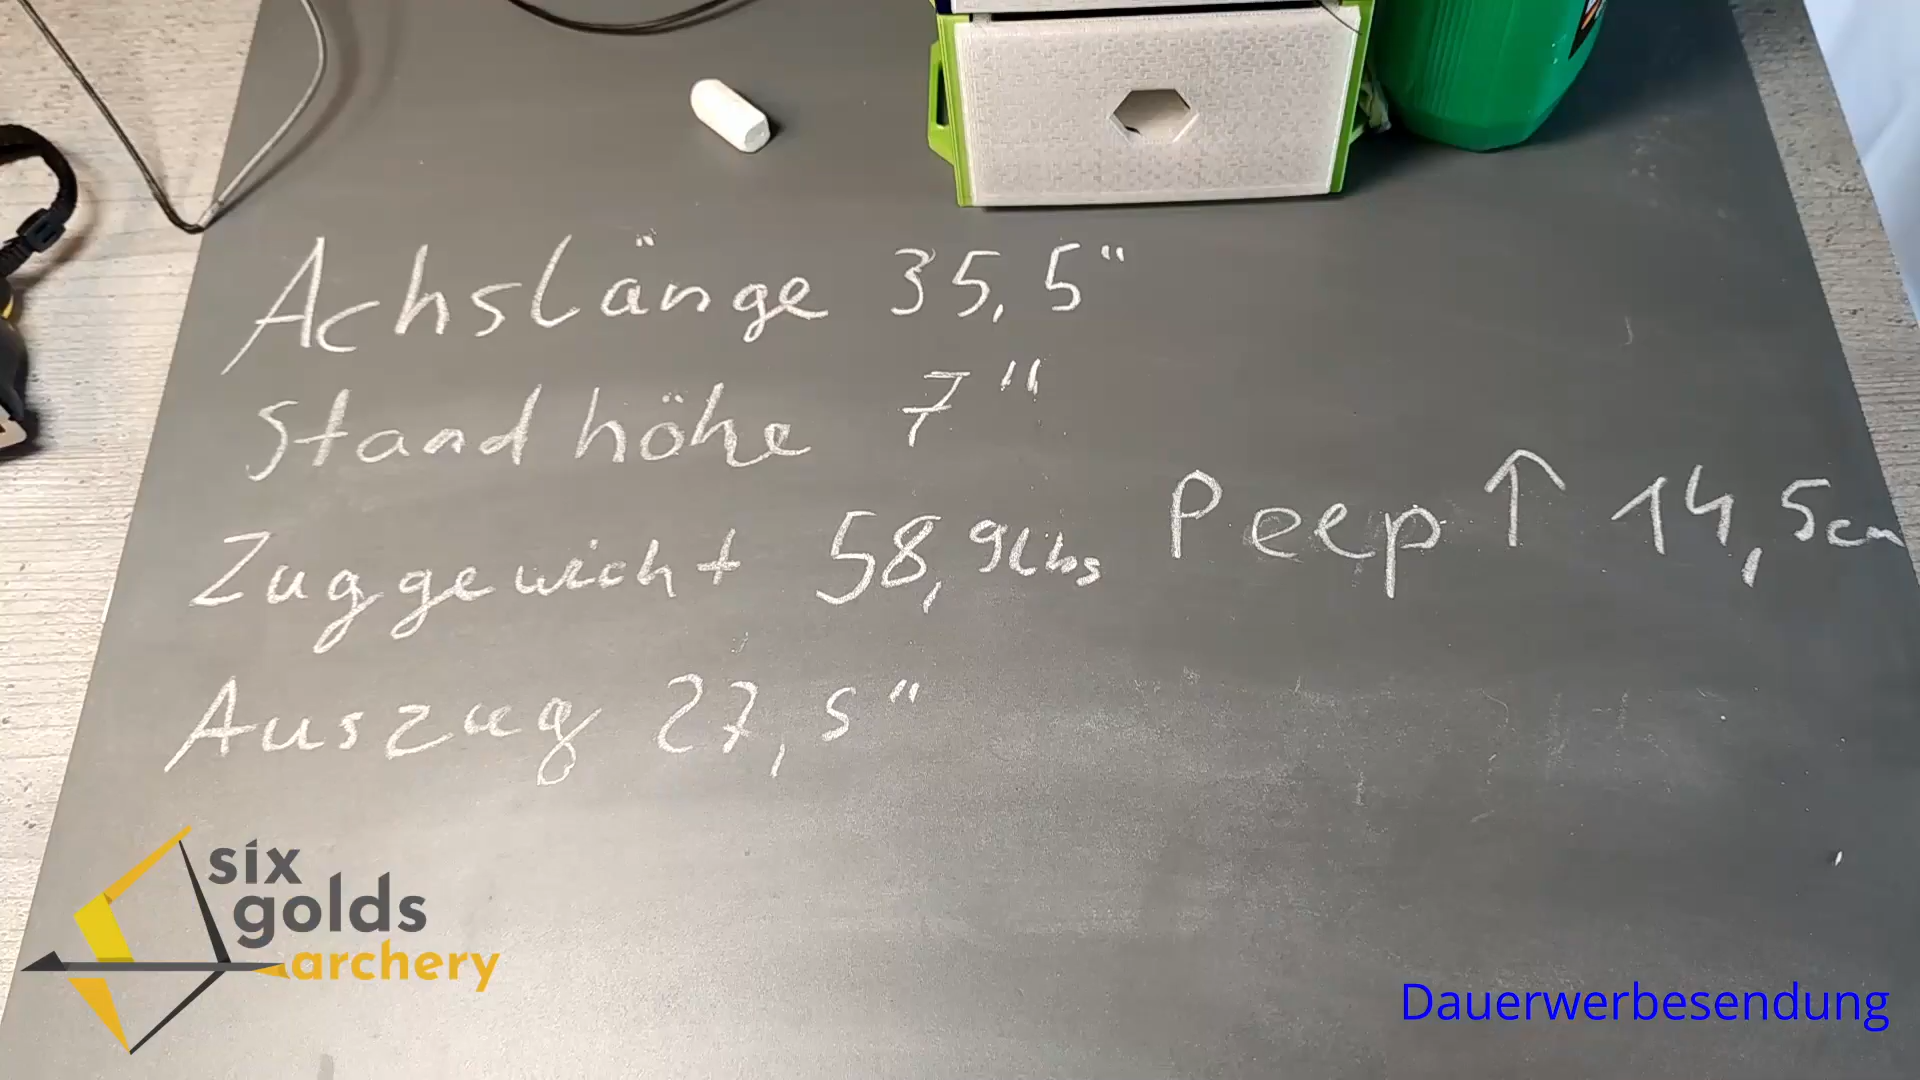 Achslänge 35,5"
Standhöhe 7"
Zuggewicht 58,9lbs
Peep ↑ 14,5cm
Auszug 27,5"
six
golds
archery
Dauerwerbesendung